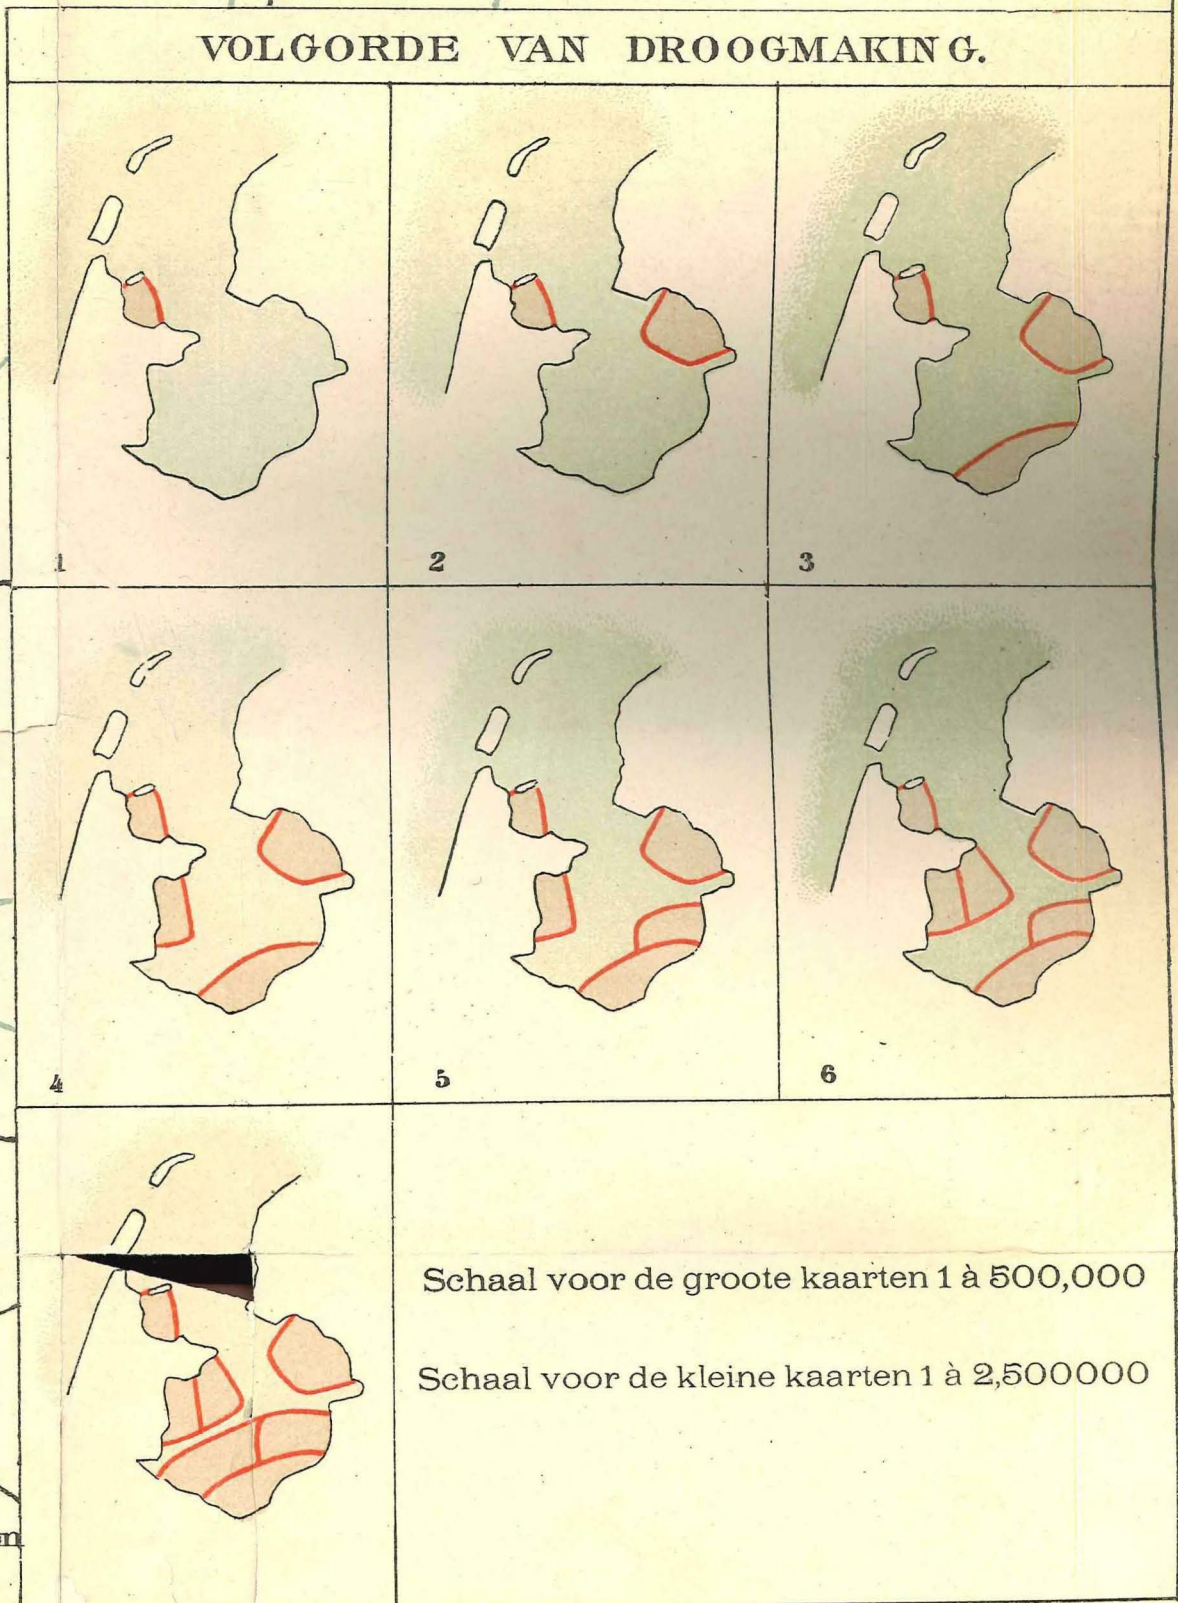 VOLGORDE VAN DROOGMAKING.
1
2
3
4
5
6
Schaal voor de groote kaarten 1 à 500,000
Schaal voor de kleine kaarten 1 à 2,500000